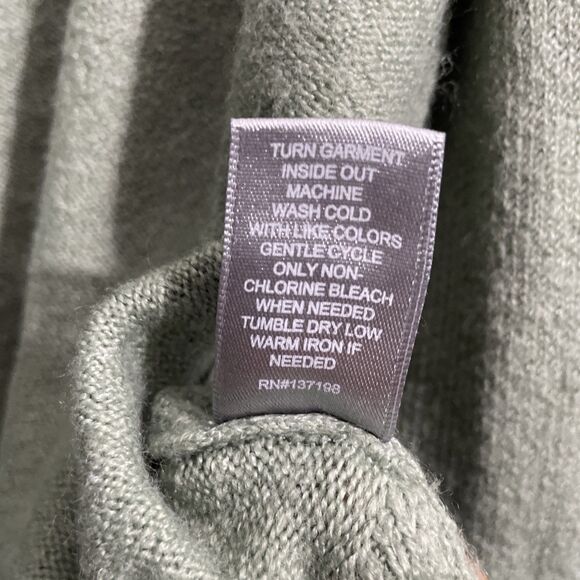 TURN GARMENT
INSIDE OUT
MACHINE
WASH COLD
WITH LIKE COLORS
GENTLE CYCLE
ONLY NON-
CHLORINE BLEACH
WHEN NEEDED
TUMBLE DRY LOW
WARM IRON IF
NEEDED
RN#137198